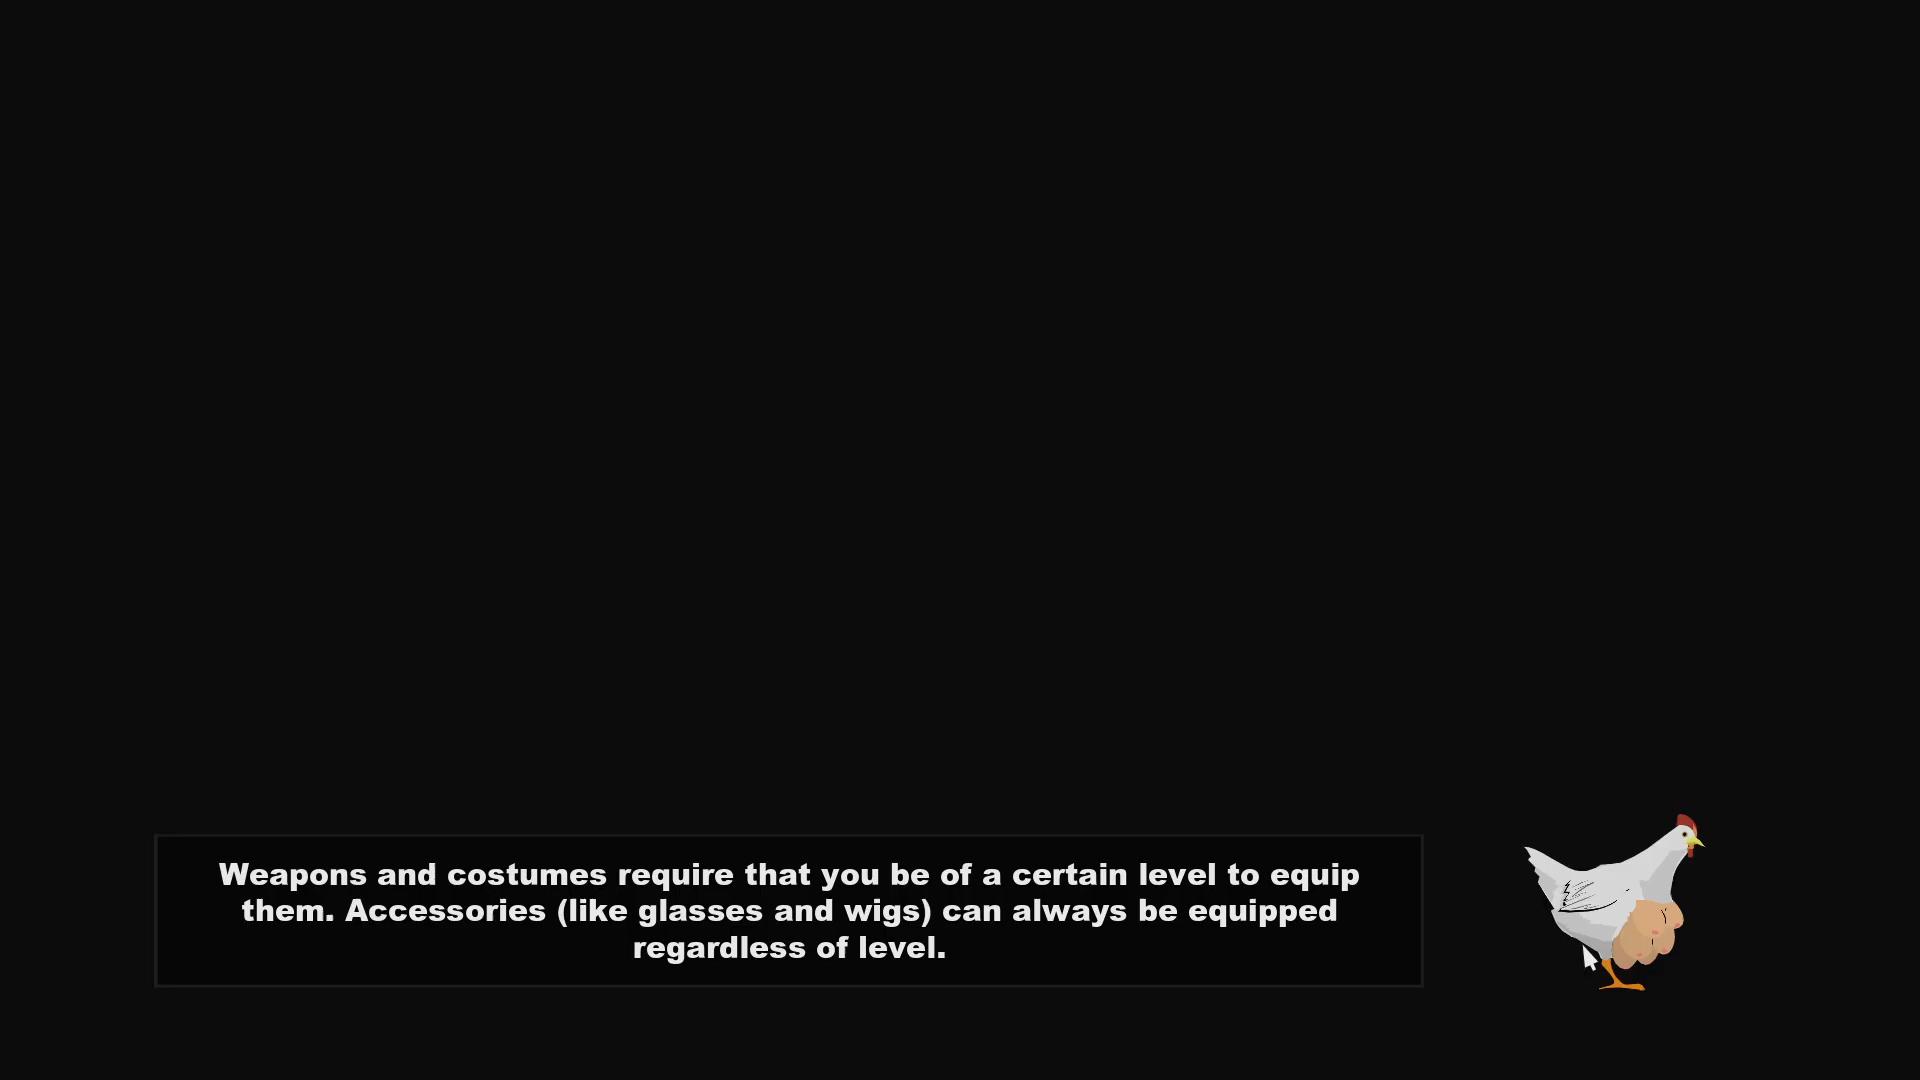 Weapons and costumes require that you be of a certain level to equip
them. Accessories (like glasses and wigs) can always be equipped
regardless of level.